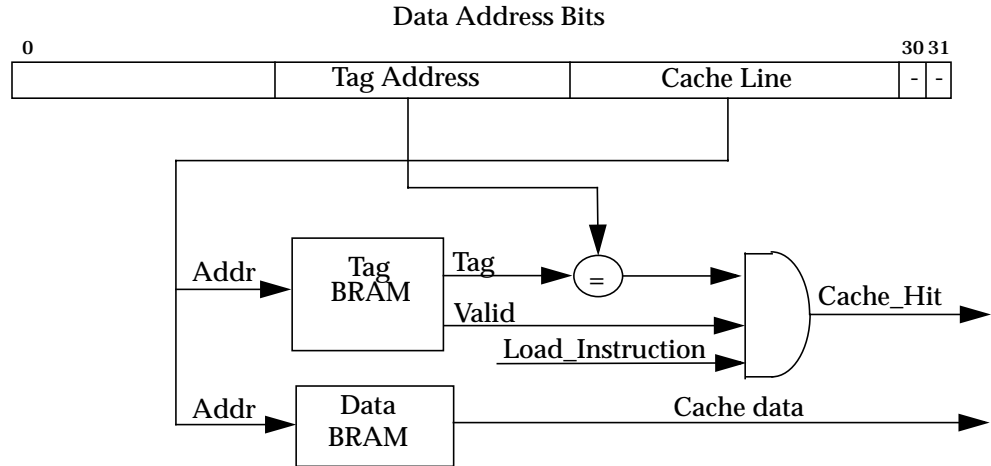 Data Address Bits
0 30 31
Tag Address Cache Line - -
Addr
Tag
BRAM
Tag
=
Valid
Load_Instruction
Cache_Hit
Addr
Data
BRAM
Cache data